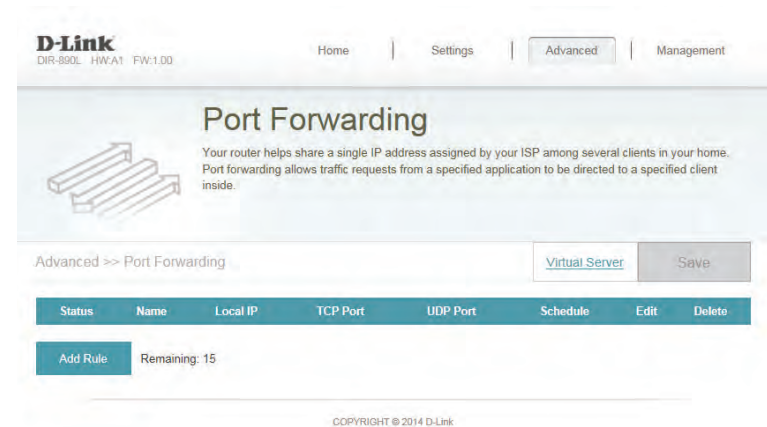 D-Link
DIR-890L HW:A1 FW:1.00
Home | Settings | Advanced | Management
Port Forwarding
Your router helps share a single IP address assigned by your ISP among several clients in your home.
Port forwarding allows traffic requests from a specified application to be directed to a specified client
inside.
Advanced >> Port Forwarding
Virtual Server
Save
Status Name Local IP TCP Port UDP Port Schedule Edit Delete
Add Rule Remaining: 15
COPYRIGHT © 2014 D-Link